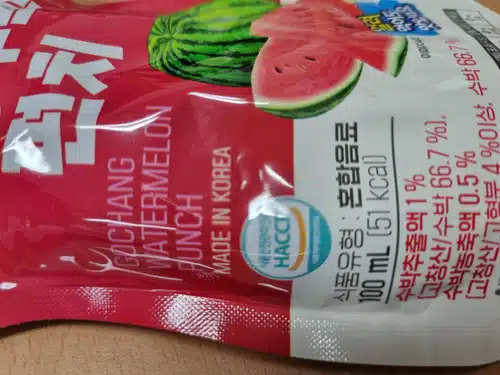 펀치
GOCHANG
WATERMELON
PUNCH
MADE IN KOREA
HACCP
식품유형 : 혼합음료
100 mL (51 kcal)
수박추출액 1 %
(고창산/수박 66.7 %),
수박농축액 0.5 %
(고창산/고형분 4 %이상, 수박 66.7 %)